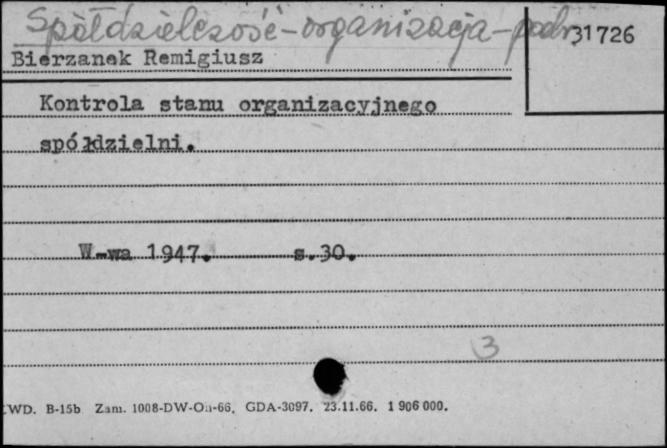 Spółdzielczość - organizacja - podr.
31726
Bierzanek Remigiusz
Kontrola stanu organizacyjnego
spółdzielni.
W-wa 1947. s.30.
3
WD. B-15b Zam. 1008-DW-On-66. GDA-3097. 23.11.66. 1 906 000.